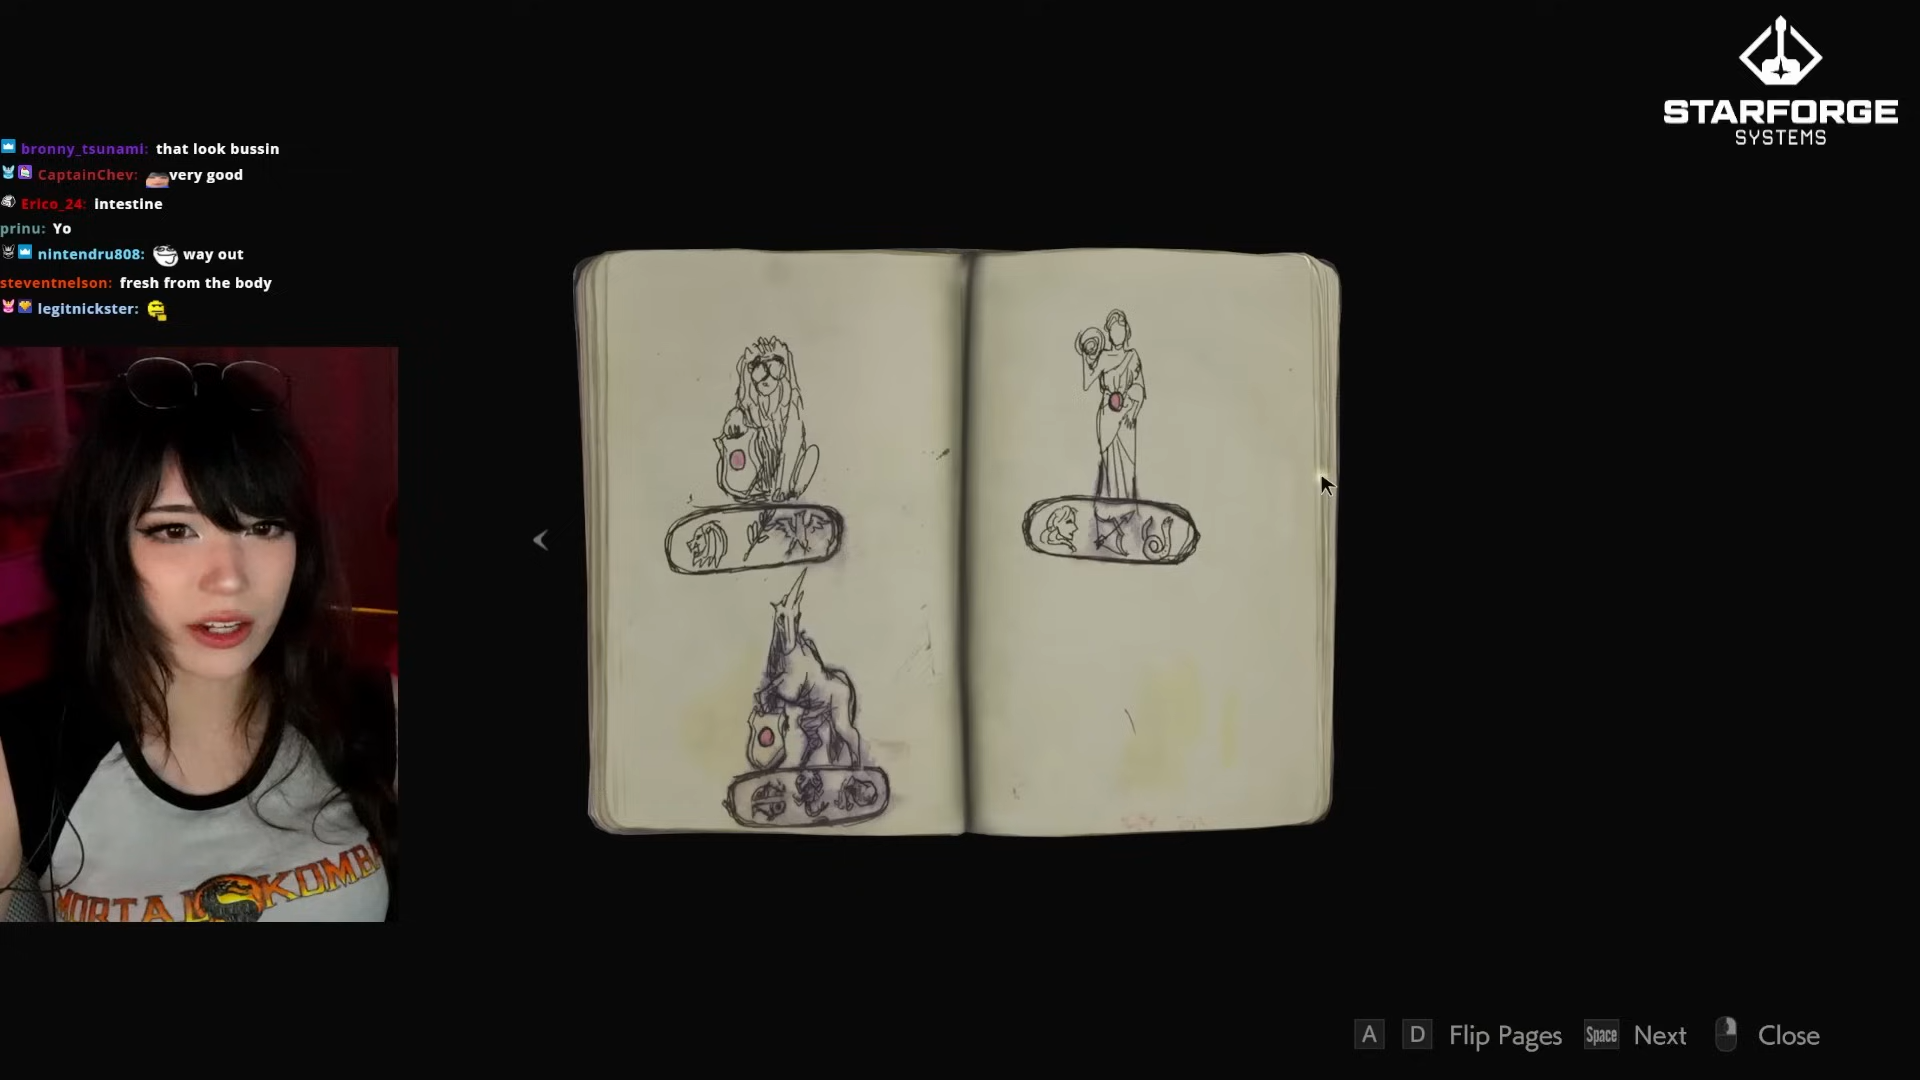 STARFORGE
SYSTEMS
bronny_tsunami: that look bussin
CaptainChev: very good
Erico_24: intestine
prinu: Yo
nintendru808: way out
steventnelson: fresh from the body
legitnickster:
MORTAL KOMBA
A D Flip Pages Space Next Close